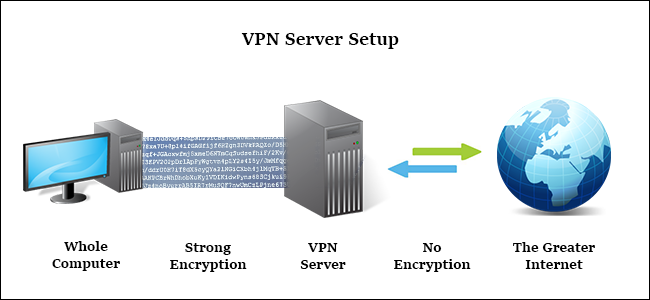 VPN Server Setup
Whole
Computer
Strong
Encryption
VPN
Server
No
Encryption
The Greater
Internet